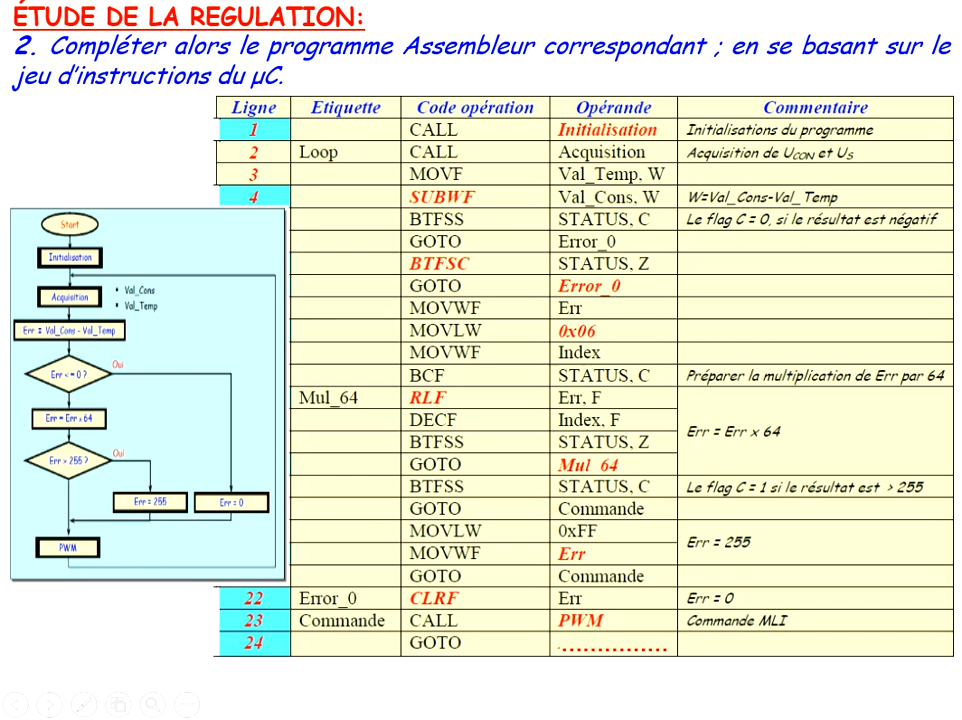 ÉTUDE DE LA REGULATION:
2. Compléter alors le programme Assembleur correspondant ; en se basant sur le
jeu d'instructions du µC.
Ligne Etiquette Code opération Opérande Commentaire
1 CALL Initialisation Initialisations du programme
2 Loop CALL Acquisition Acquisition de UCON et US
3 MOVF Val_Temp, W
4 SUBWF Val_Cons, W W=Val_Cons-Val_Temp
BTFSS STATUS, C Le flag C = 0, si le résultat est négatif
GOTO Error_0
BTFSC STATUS, Z
GOTO Error_0
MOVWF Err
MOVLW 0x06
MOVWF Index
BCF STATUS, C Préparer la multiplication de Err par 64
Mul_64 RLF Err, F
DECF Index, F
Err = Err x 64
BTFSS STATUS, Z
GOTO Mul_64
BTFSS STATUS, C Le flag C = 1 si le résultat est > 255
GOTO Commande
MOVLW 0xFF
Err = 255
MOVWF Err
GOTO Commande
22 Error_0 CLRF Err Err = 0
23 Commande CALL PWM Commande MLI
24 GOTO ...............
Start
Initialisation
Acquisition
• Val_Cons
• Val_Temp
Err = Val_Cons - Val_Temp
Oui
Err <= 0 ?
Err = Err x 64
Oui
Err > 255 ?
Err = 255
Err = 0
PWM